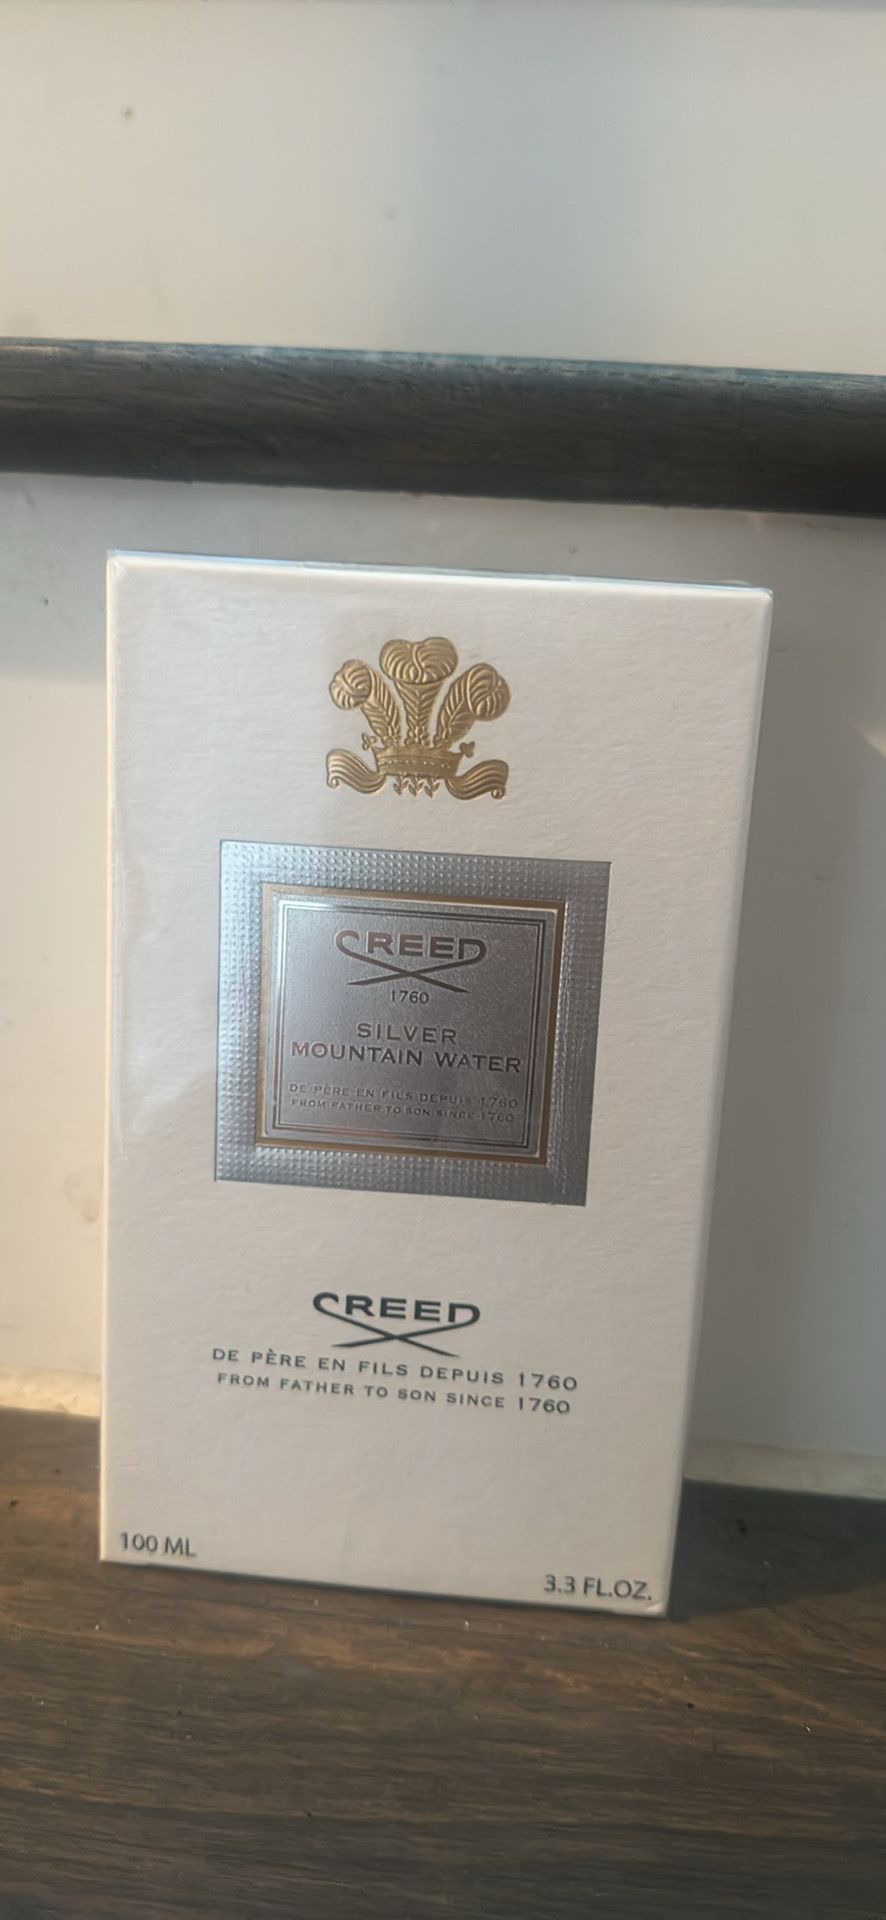 CREED
1760
SILVER
MOUNTAIN WATER
DE PÈRE EN FILS DEPUIS 1760
FROM FATHER TO SON SINCE 1760
CREED
DE PÈRE EN FILS DEPUIS 1760
FROM FATHER TO SON SINCE 1760
100 ML
3.3 FL.OZ.